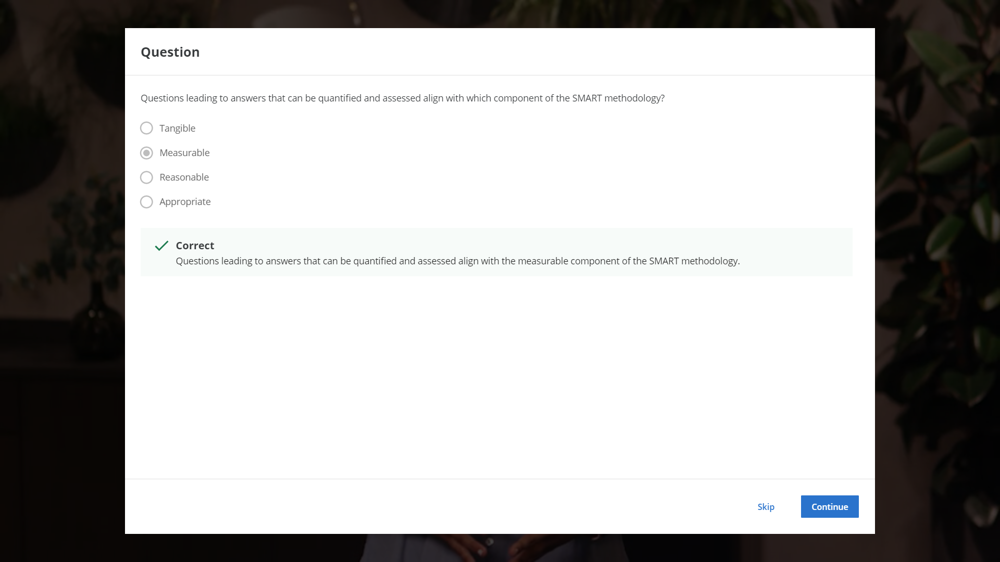 Question
Questions leading to answers that can be quantified and assessed align with which component of the SMART methodology?
Tangible
Measurable
Reasonable
Appropriate
Correct
Questions leading to answers that can be quantified and assessed align with the measurable component of the SMART methodology.
Skip
Continue